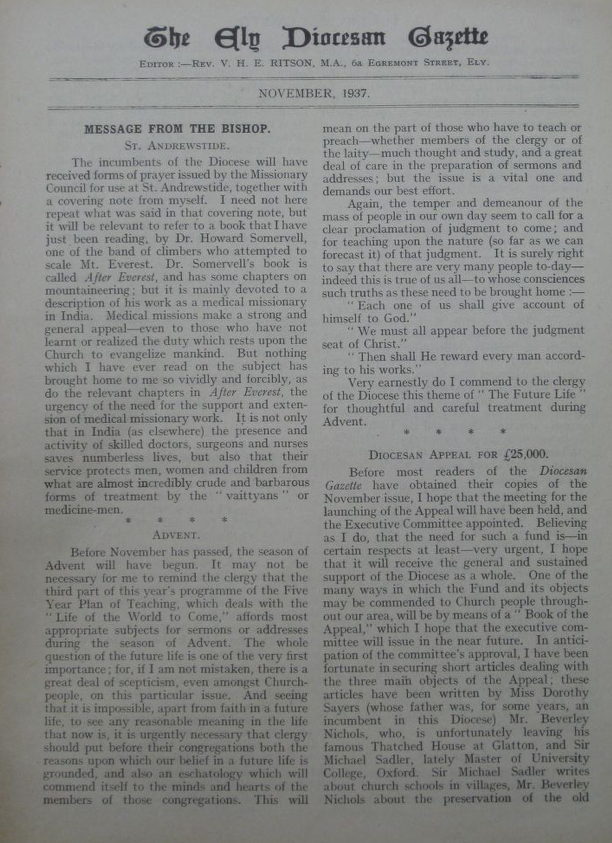 The Ely Diocesan Gazette
EDITOR :—REV. V. H. E. RITSON, M.A., 6a EGREMONT STREET, ELY.
NOVEMBER, 1937.
MESSAGE FROM THE BISHOP.
ST. ANDREWSTIDE.
The incumbents of the Diocese will have
received forms of prayer issued by the Missionary
Council for use at St. Andrewstide, together with
a covering note from myself. I need not here
repeat what was said in that covering note, but
it will be relevant to refer to a book that I have
just been reading, by Dr. Howard Somervell,
one of the band of climbers who attempted to
scale Mt. Everest. Dr. Somervell's book is
called After Everest, and has some chapters on
mountaineering; but it is mainly devoted to a
description of his work as a medical missionary
in India. Medical missions make a strong and
general appeal—even to those who have not
learnt or realized the duty which rests upon the
Church to evangelize mankind. But nothing
which I have ever read on the subject has
brought home to me so vividly and forcibly, as
do the relevant chapters in After Everest, the
urgency of the need for the support and exten-
sion of medical missionary work. It is not only
that in India (as elsewhere) the presence and
activity of skilled doctors, surgeons and nurses
saves numberless lives, but also that their
service protects men, women and children from
what are almost incredibly crude and barbarous
forms of treatment by the " vaittyans " or
medicine-men.
* * * *
ADVENT.
Before November has passed, the season of
Advent will have begun. It may not be
necessary for me to remind the clergy that the
third part of this year's programme of the Five
Year Plan of Teaching, which deals with the
" Life of the World to Come," affords most
appropriate subjects for sermons or addresses
during the season of Advent. The whole
question of the future life is one of the very first
importance; for, if I am not mistaken, there is a
great deal of scepticism, even amongst Church-
people, on this particular issue. And seeing
that it is impossible, apart from faith in a future
life, to see any reasonable meaning in the life
that now is, it is urgently necessary that clergy
should put before their congregations both the
reasons upon which our belief in a future life is
grounded, and also an eschatology which will
commend itself to the minds and hearts of the
members of those congregations. This will
mean on the part of those who have to teach or
preach—whether members of the clergy or of
the laity—much thought and study, and a great
deal of care in the preparation of sermons and
addresses; but the issue is a vital one and
demands our best effort.
Again, the temper and demeanour of the
mass of people in our own day seem to call for a
clear proclamation of judgment to come; and
for teaching upon the nature (so far as we can
forecast it) of that judgment. It is surely right
to say that there are very many people to-day—
indeed this is true of us all—to whose consciences
such truths as these need to be brought home :—
" Each one of us shall give account of
himself to God."
" We must all appear before the judgment
seat of Christ."
" Then shall He reward every man accord-
ing to his works."
Very earnestly do I commend to the clergy
of the Diocese this theme of " The Future Life "
for thoughtful and careful treatment during
Advent.
* * * *
DIOCESAN APPEAL FOR £25,000.
Before most readers of the Diocesan
Gazette have obtained their copies of the
November issue, I hope that the meeting for the
launching of the Appeal will have been held, and
the Executive Committee appointed. Believing
as I do, that the need for such a fund is—in
certain respects at least—very urgent, I hope
that it will receive the general and sustained
support of the Diocese as a whole. One of the
many ways in which the Fund and its objects
may be commended to Church people through-
out our area, will be by means of a " Book of the
Appeal," which I hope that the executive com-
mittee will issue in the near future. In antici-
pation of the committee's approval, I have been
fortunate in securing short articles dealing with
the three main objects of the Appeal; these
articles have been written by Miss Dorothy
Sayers (whose father was, for some years, an
incumbent in this Diocese) Mr. Beverley
Nichols, who, is unfortunately leaving his
famous Thatched House at Glatton, and Sir
Michael Sadler, lately Master of University
College, Oxford. Sir Michael Sadler writes
about church schools in villages, Mr. Beverley
Nichols about the preservation of the old